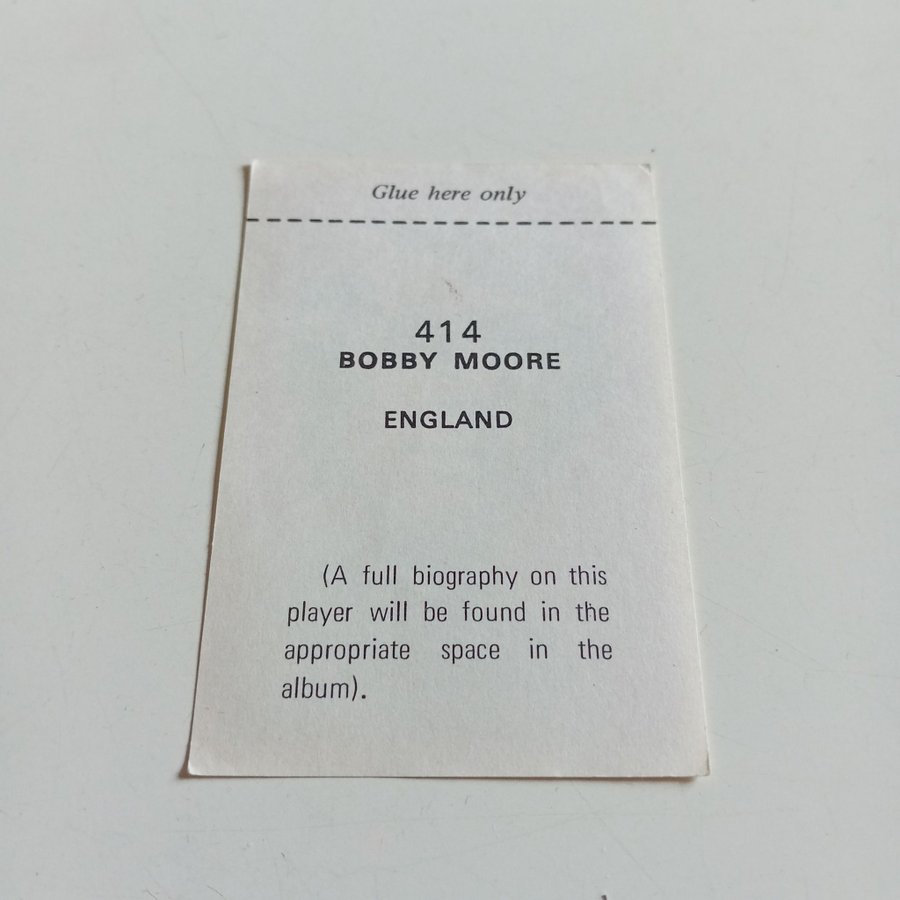 Glue here only
414
BOBBY MOORE
ENGLAND
(A full biography on this
player will be found in the
appropriate space in the
album).